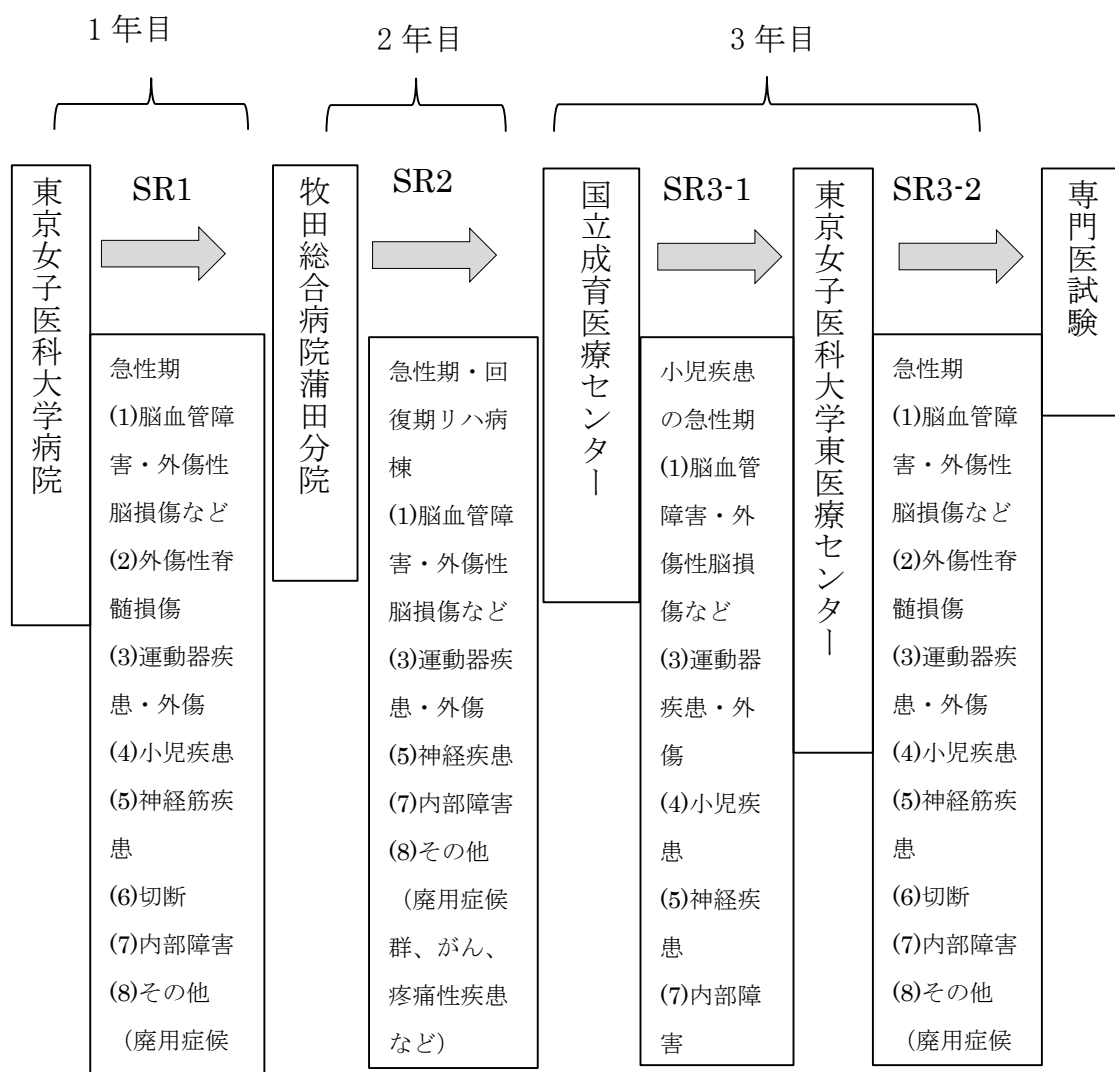 1年目
2年目
3年目
東京女子医科大学病院
SR1
急性期
(1)脳血管障
害・外傷性
脳損傷など
(2)外傷性脊
髄損傷
(3)運動器疾
患・外傷
(4)小児疾患
(5)神経筋疾
患
(6)切断
(7)内部障害
(8)その他
（廃用症候
牧田総合病院蒲田分院
SR2
急性期・回
復期リハ病
棟
(1)脳血管障
害・外傷性
脳損傷など
(3)運動器疾
患・外傷
(5)神経疾患
(7)内部障害
(8)その他
（廃用症候
群、がん、
疼痛性疾患
など）
国立成育医療センター
SR3-1
小児疾患
の急性期
(1)脳血管
障害・外
傷性脳損
傷など
(3)運動器
疾患・外
傷
(4)小児疾
患
(5)神経疾
患
(7)内部障
害
東京女子医科大学東医療センター
SR3-2
急性期
(1)脳血管障
害・外傷性
脳損傷など
(2)外傷性脊
髄損傷
(3)運動器疾
患・外傷
(4)小児疾患
(5)神経筋疾
患
(6)切断
(7)内部障害
(8)その他
（廃用症候
専門医試験